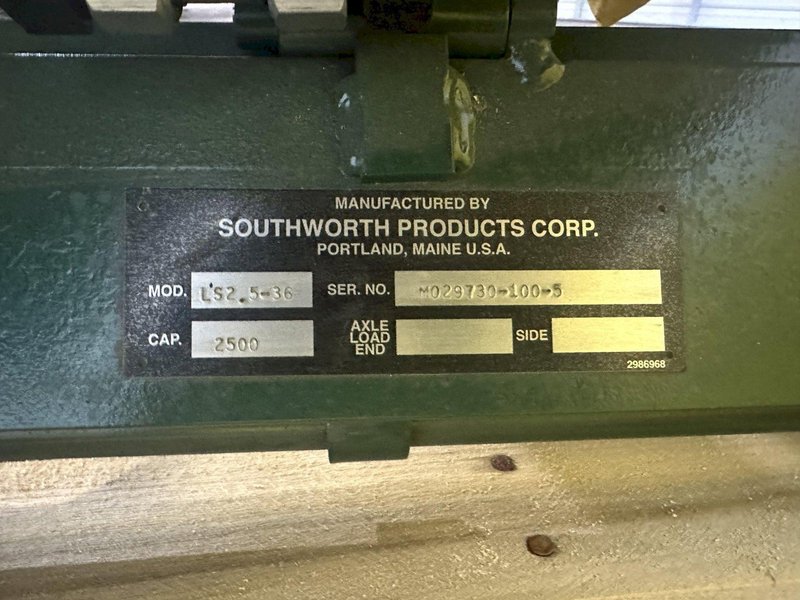 MANUFACTURED BY
SOUTHWORTH PRODUCTS CORP.
PORTLAND, MAINE U.S.A.
MOD. LS2.5-36 SER. NO. M029730-100-5
CAP. 2500 AXLE LOAD END SIDE
2986968